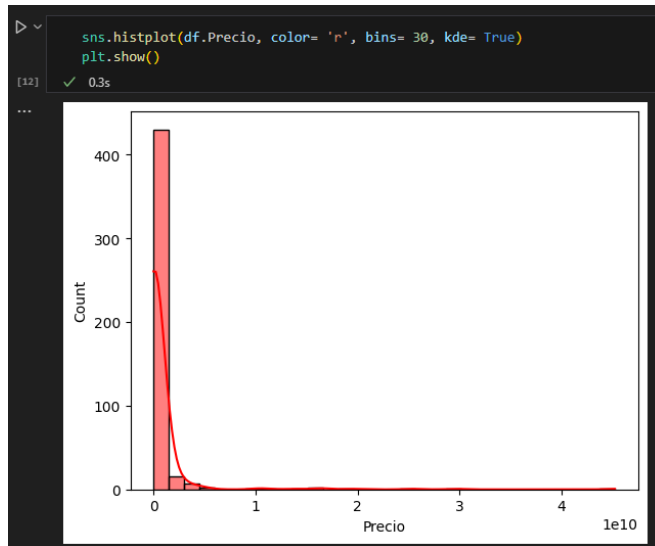 sns.histplot(df.Precio, color= 'r', bins= 30, kde= True)
plt.show()
[12]
0.3s
...
400
300
200
100
0
Count
0
1
2
3
4
1e10
Precio